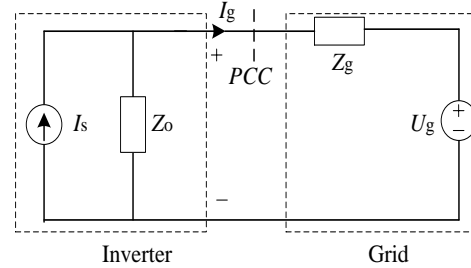 Ig
+
PCC
Zg
Is
Zo
Ug
+
−
−
Inverter
Grid